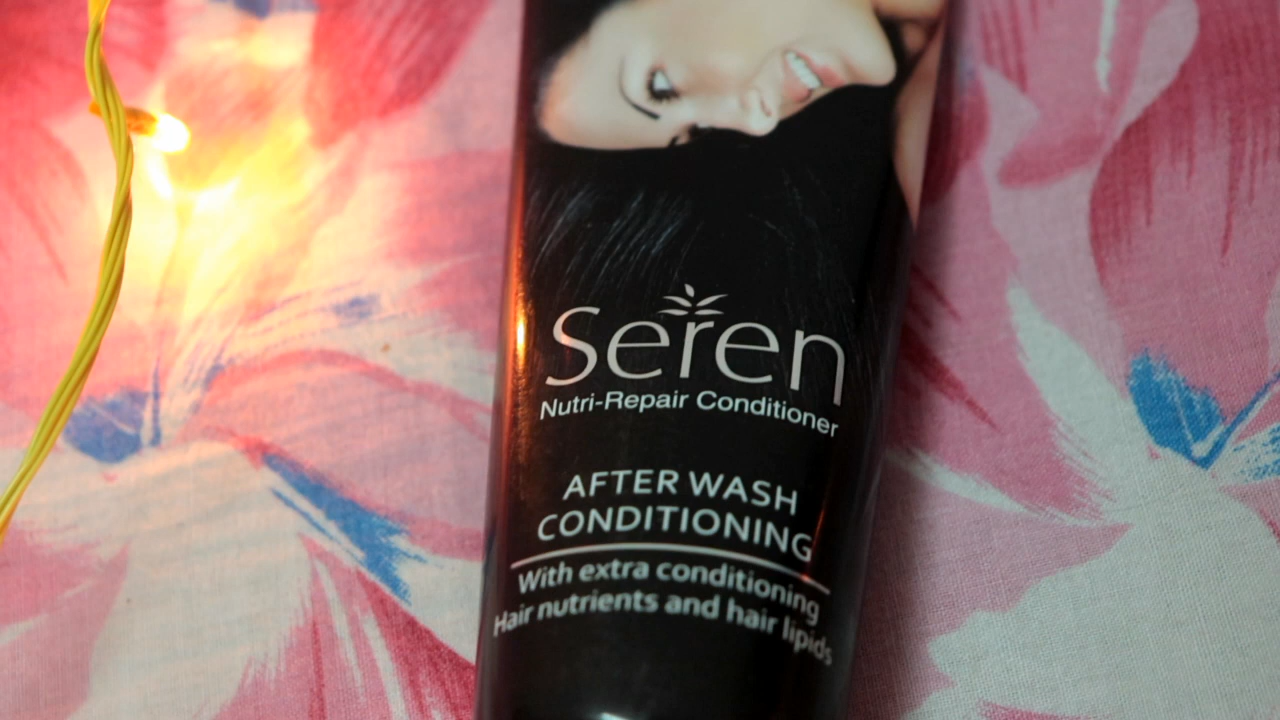 Seren
Nutri-Repair Conditioner
AFTER WASH
CONDITIONING
With extra conditioning
Hair nutrients and hair lipids